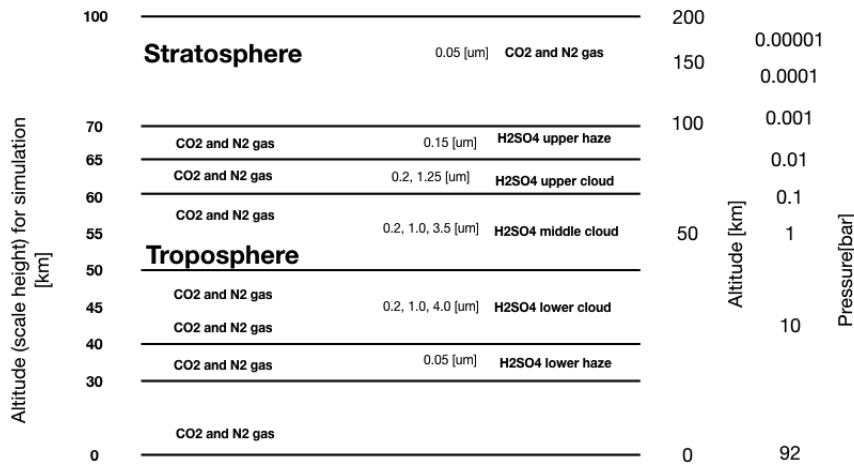 100
200
0.00001
Stratosphere
0.05 [um]
CO2 and N2 gas
150
0.0001
70
100
0.001
CO2 and N2 gas
0.15 [um]
H2SO4 upper haze
65
0.01
CO2 and N2 gas
0.2, 1.25 [um]
H2SO4 upper cloud
60
0.1
CO2 and N2 gas
55
0.2, 1.0, 3.5 [um]
H2SO4 middle cloud
50
1
Troposphere
50
CO2 and N2 gas
45
0.2, 1.0, 4.0 [um]
H2SO4 lower cloud
CO2 and N2 gas
10
40
CO2 and N2 gas
0.05 [um]
H2SO4 lower haze
30
CO2 and N2 gas
0
0
92
Altitude (scale height) for simulation
[km]
Altitude [km]
Pressure[bar]